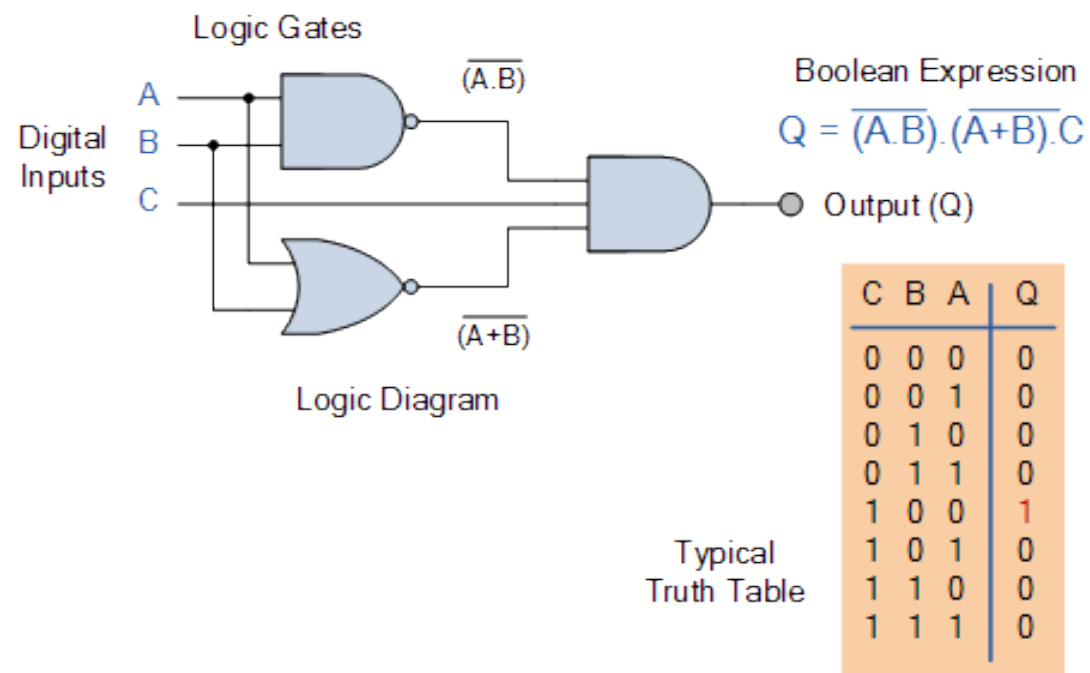 Logic Gates
A
B
C
Digital
Inputs
(A̅.̅B̅)
(A̅+̅B̅)
Logic Diagram
Boolean Expression
Q = (A̅.̅B̅).(A̅+̅B̅).C
Output (Q)
C B A Q
0 0 0 0
0 0 1 0
0 1 0 0
0 1 1 0
1 0 0 1
1 0 1 0
1 1 0 0
1 1 1 0
Typical
Truth Table